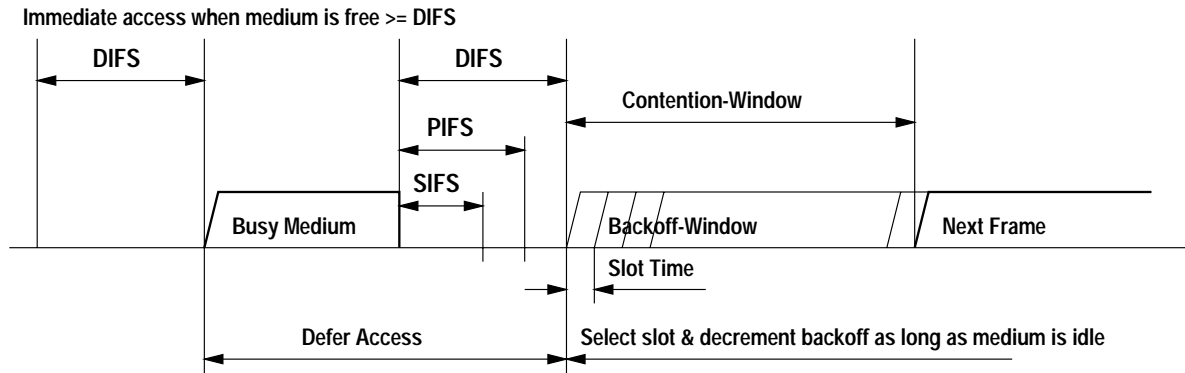 Immediate access when medium is free >= DIFS
DIFS
DIFS
Contention-Window
PIFS
SIFS
Busy Medium
Backoff-Window
Next Frame
Slot Time
Defer Access
Select slot & decrement backoff as long as medium is idle